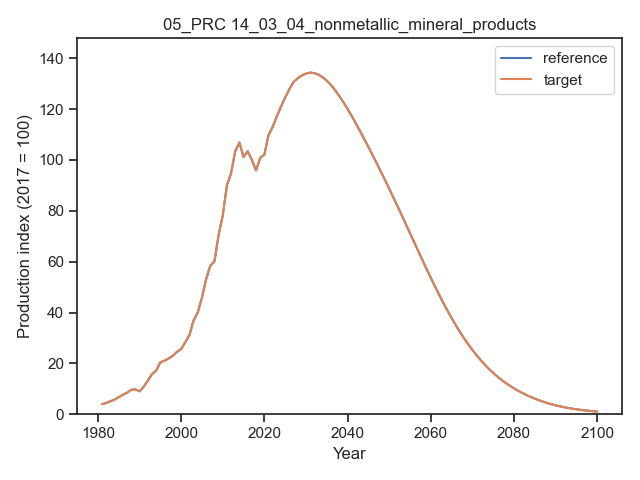 05_PRC 14_03_04_nonmetallic_mineral_products
reference
target
Production index (2017 = 100)
140
120
100
80
60
40
20
0
1980 2000 2020 2040 2060 2080 2100
Year